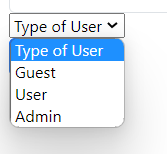 Type of User
Type of User
Guest
User
Admin